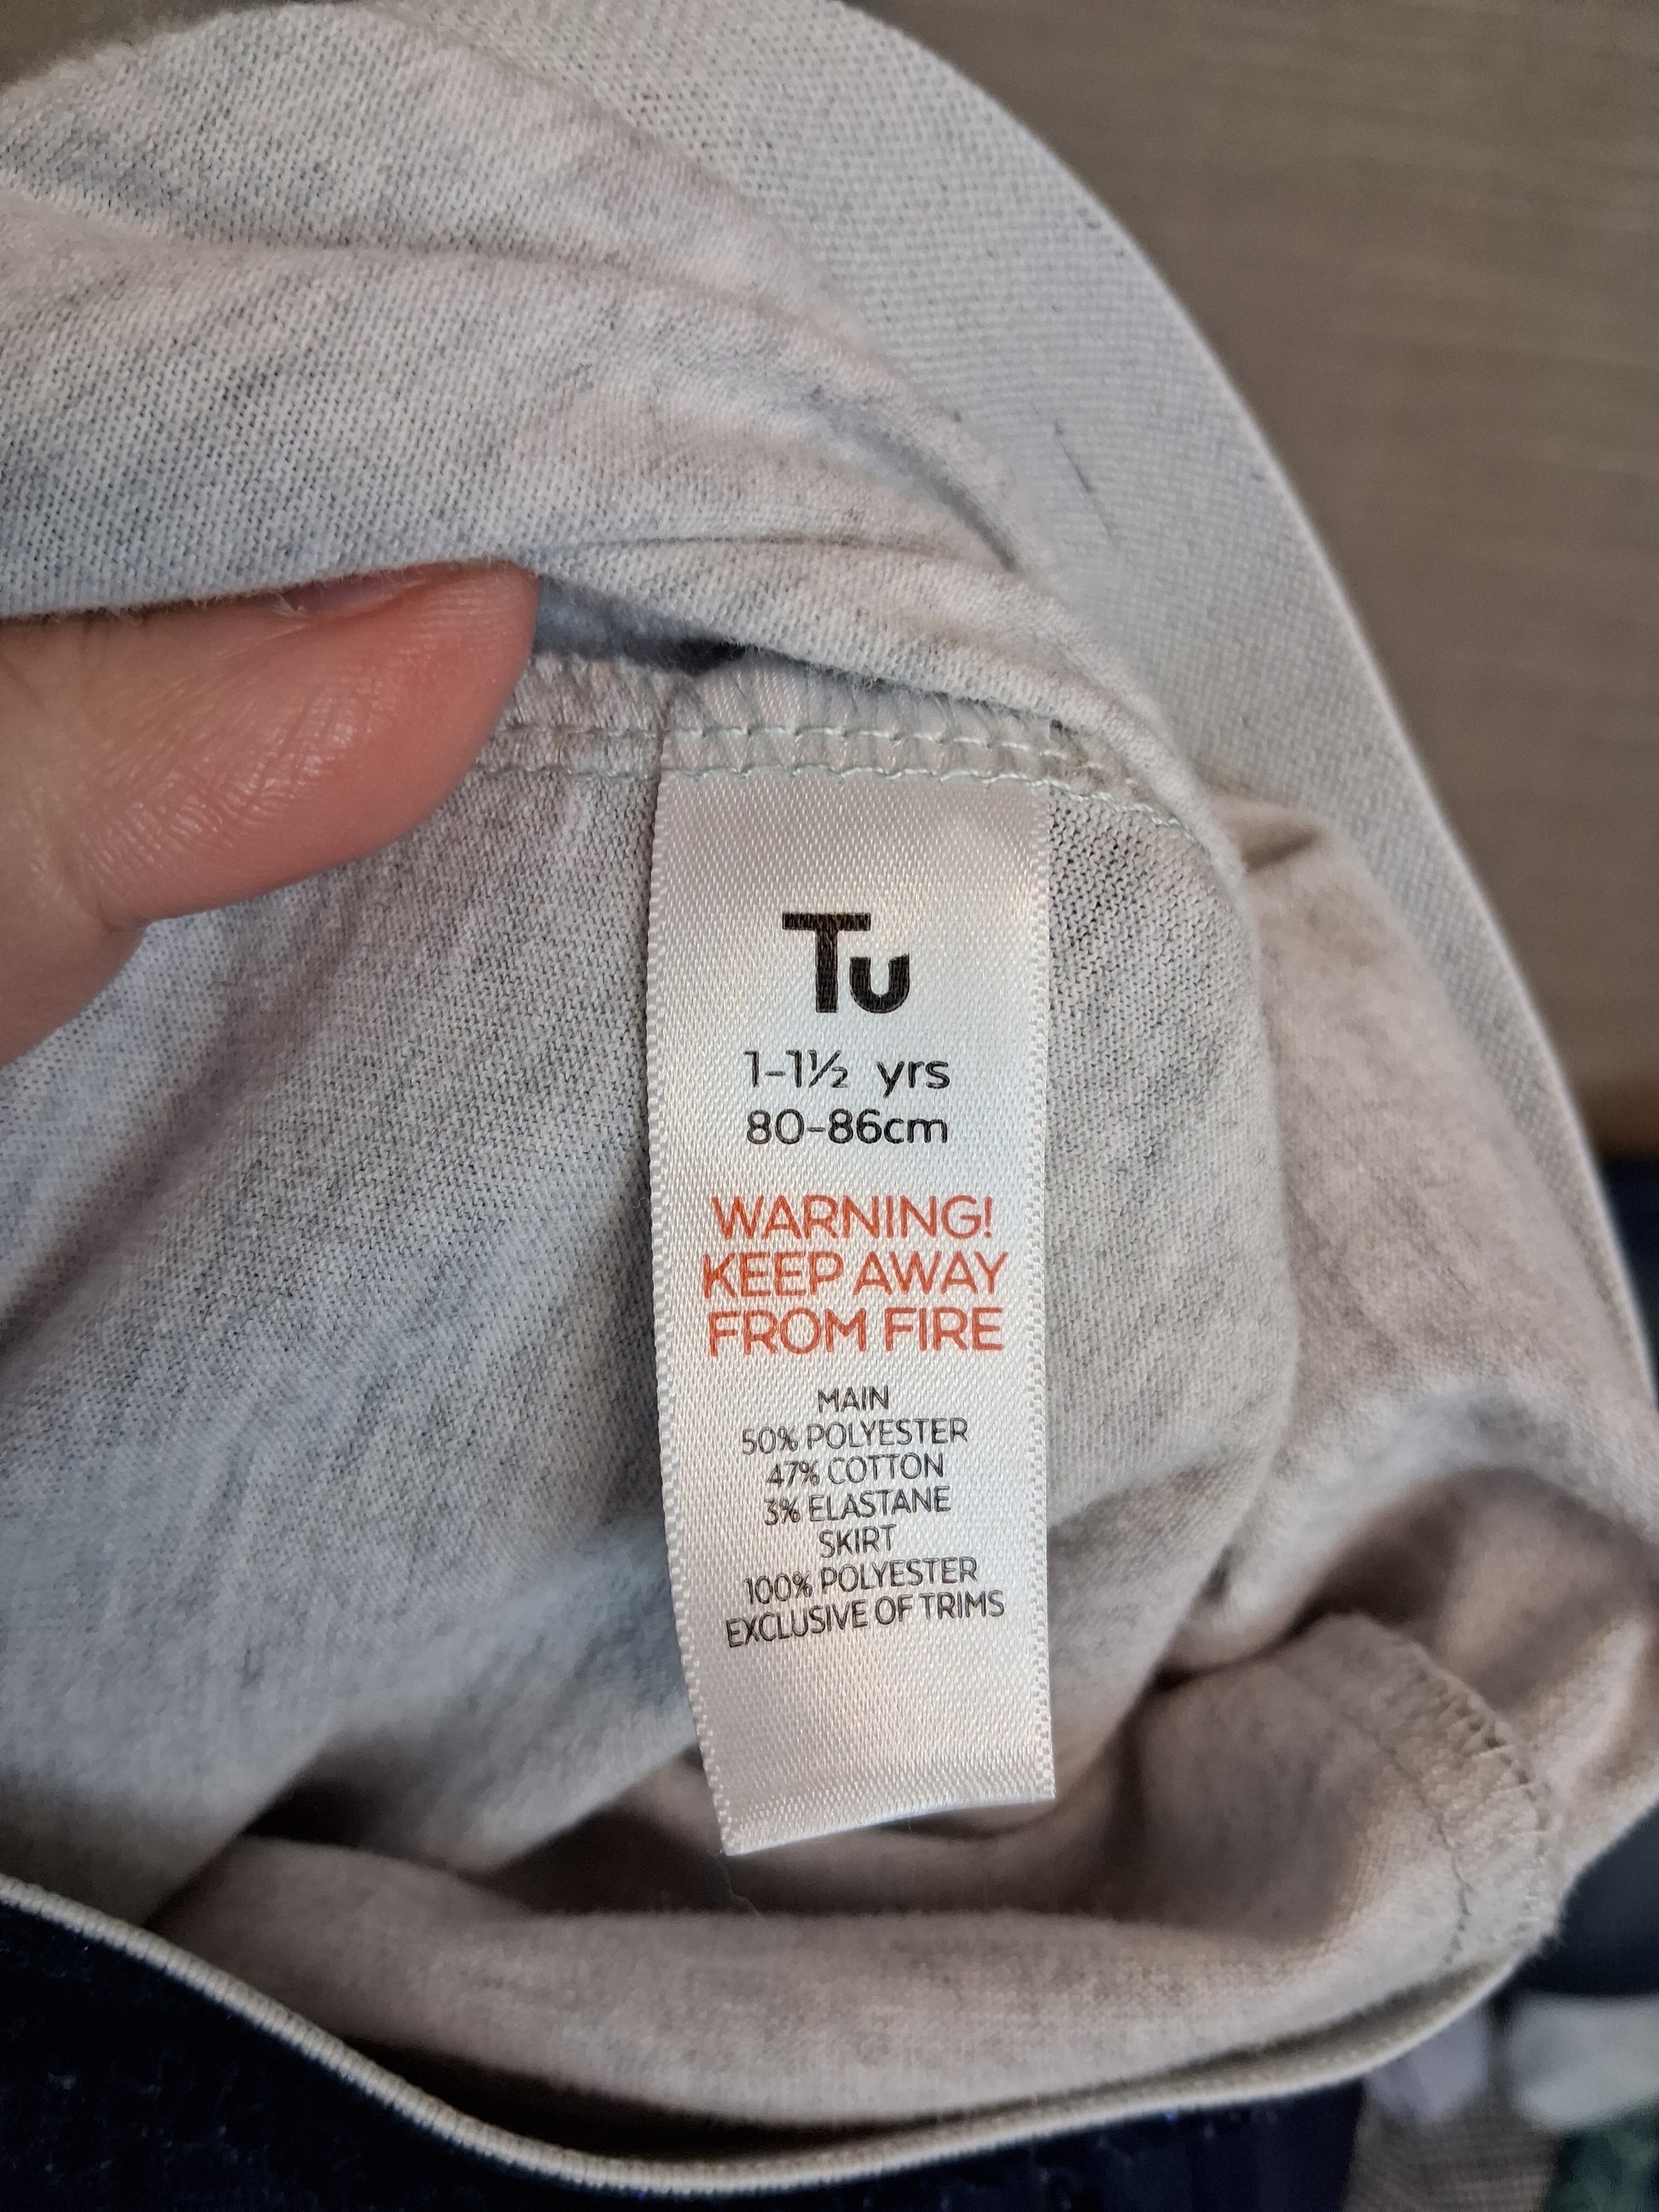 Tu
1-1½ yrs
80-86cm
WARNING!
KEEP AWAY
FROM FIRE
MAIN
50% POLYESTER
47% COTTON
3% ELASTANE
SKIRT
100% POLYESTER
EXCLUSIVE OF TRIMS